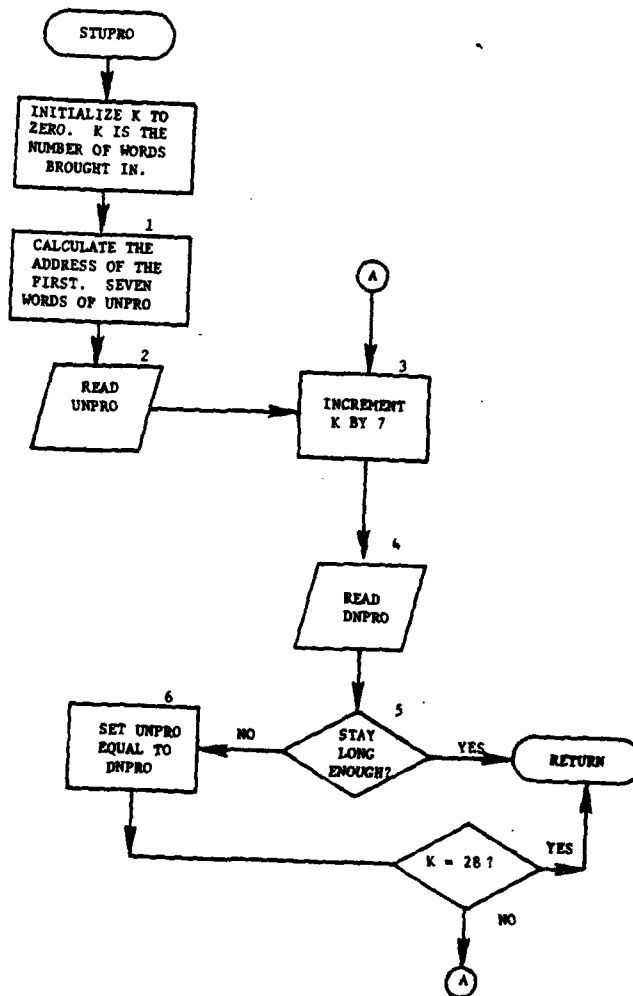 STUPRO
INITIALIZE K TO
ZERO. K IS THE
NUMBER OF WORDS
BROUGHT IN.
1
CALCULATE THE
ADDRESS OF THE
FIRST. SEVEN
WORDS OF UNPRO
A
2
READ
UNPRO
3
INCREMENT
K BY 7
4
READ
DNPRO
5
STAY
LONG
ENOUGH?
NO
YES
6
SET UNPRO
EQUAL TO
DNPRO
RETURN
K = 28?
YES
NO
A